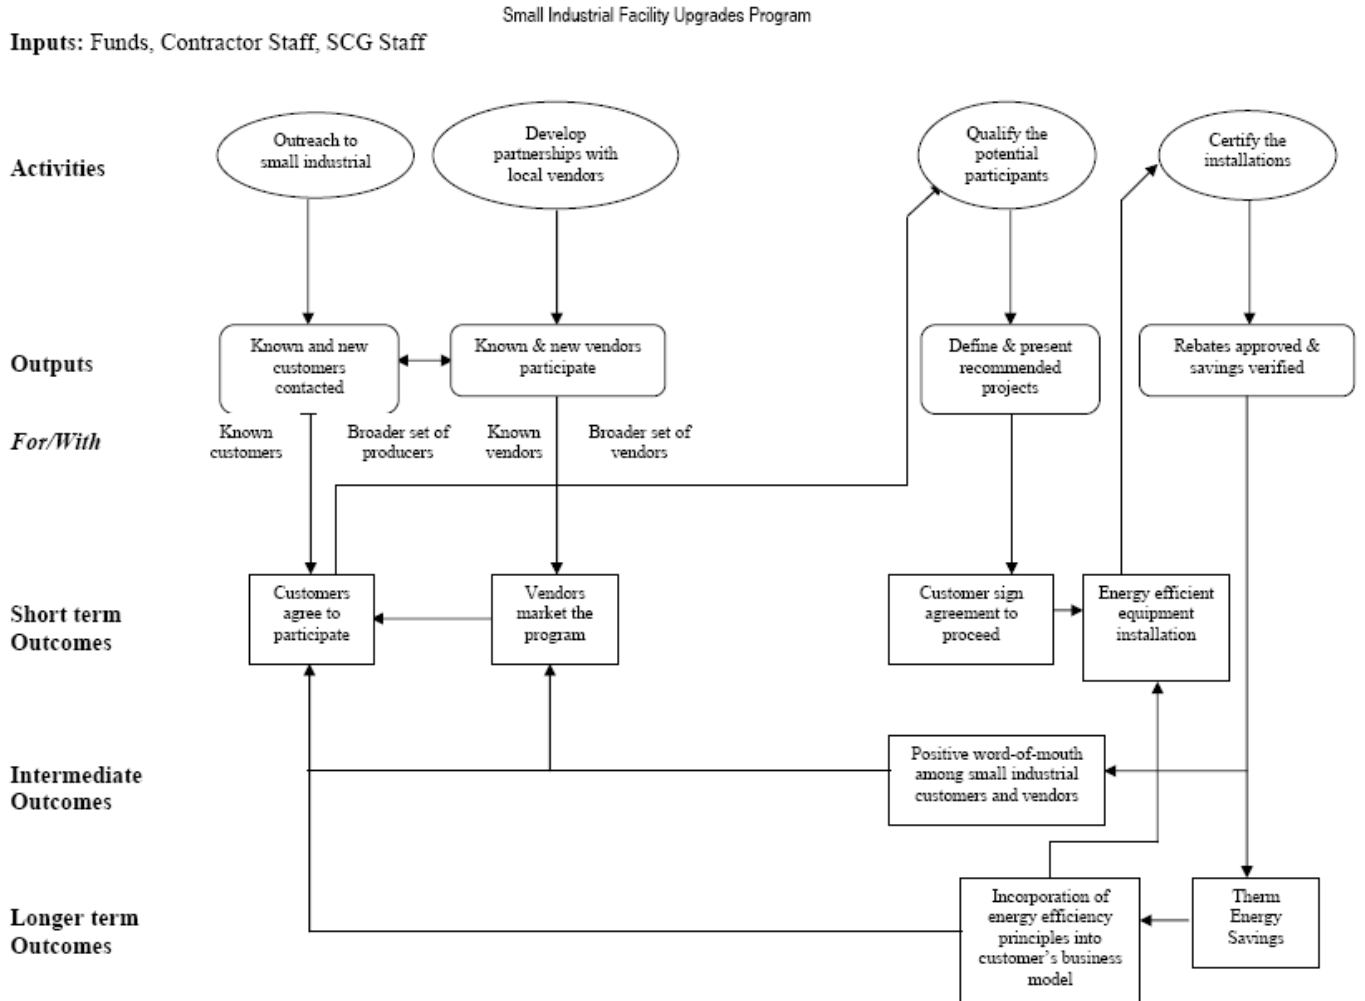 Small Industrial Facility Upgrades Program
Inputs: Funds, Contractor Staff, SCG Staff
Activities
Outreach to
small industrial
Develop
partnerships with
local vendors
Qualify the
potential
participants
Certify the
installations
Outputs
Known and new
customers
contacted
Known & new vendors
participate
Define & present
recommended
projects
Rebates approved &
savings verified
For/With
Known
customers
Broader set of
producers
Known
vendors
Broader set of
vendors
Short term
Outcomes
Customers
agree to
participate
Vendors
market the
program
Customer sign
agreement to
proceed
Energy efficient
equipment
installation
Intermediate
Outcomes
Positive word-of-mouth
among small industrial
customers and vendors
Longer term
Outcomes
Incorporation of
energy efficiency
principles into
customer's business
model
Therm
Energy
Savings